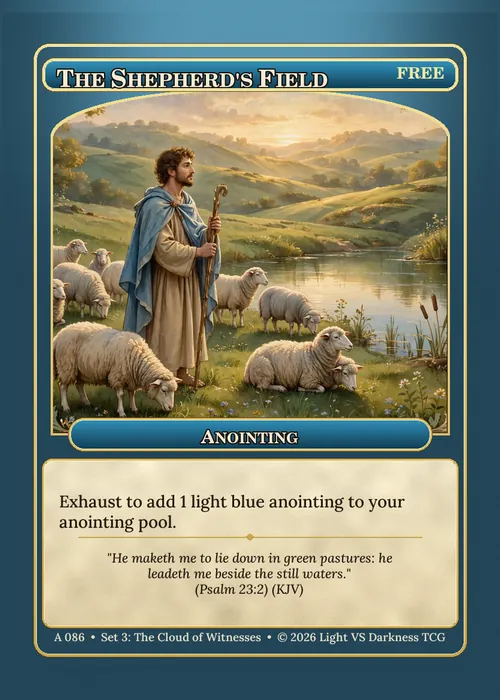 The Shepherd's Field
FREE
Anointing
Exhaust to add 1 light blue anointing to your
anointing pool.
"He maketh me to lie down in green pastures: he
leadeth me beside the still waters."
(Psalm 23:2) (KJV)
A 086 • Set 3: The Cloud of Witnesses • © 2026 Light VS Darkness TCG